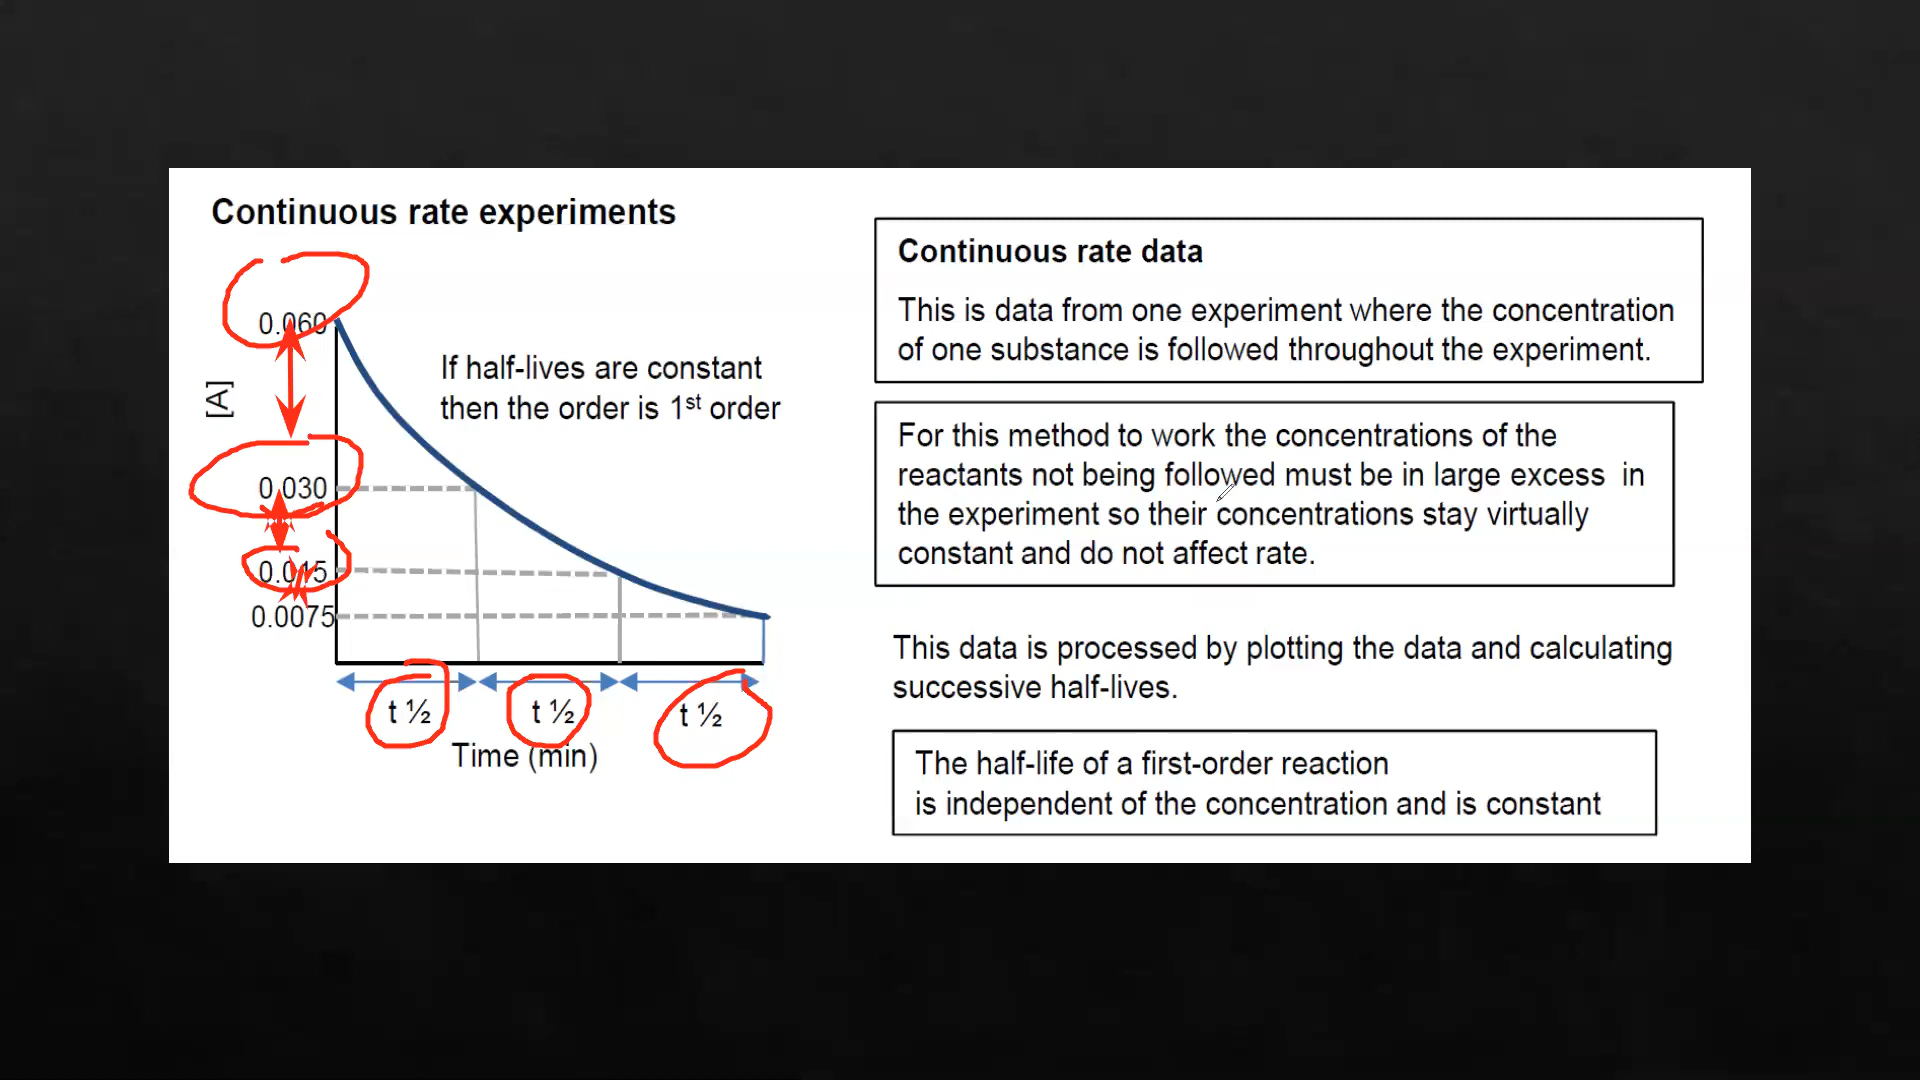 Continuous rate experiments
0.060
[A]
If half-lives are constant
then the order is 1st order
0.030
0.015
0.0075
t ½ t ½ t ½
Time (min)
Continuous rate data
This is data from one experiment where the concentration
of one substance is followed throughout the experiment.
For this method to work the concentrations of the
reactants not being followed must be in large excess in
the experiment so their concentrations stay virtually
constant and do not affect rate.
This data is processed by plotting the data and calculating
successive half-lives.
The half-life of a first-order reaction
is independent of the concentration and is constant